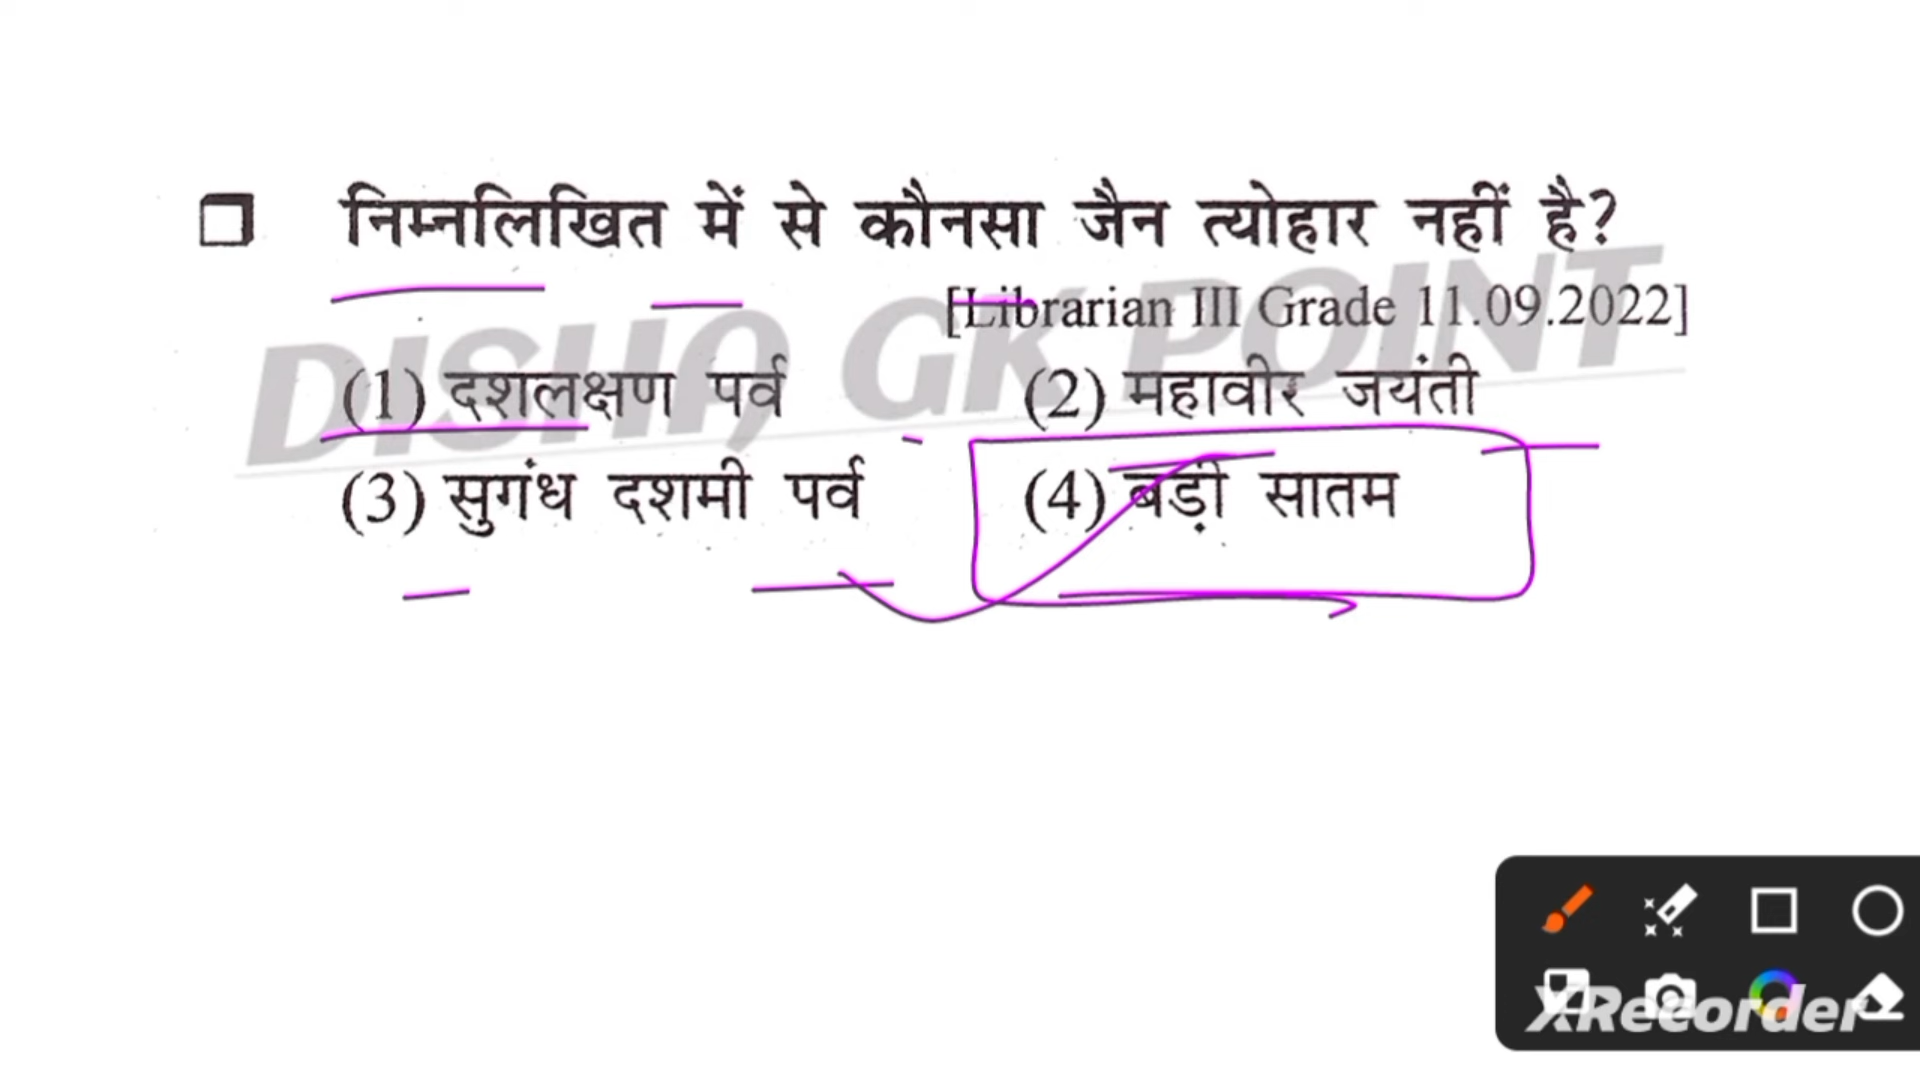 निम्नलिखित में से कौनसा जैन त्योहार नहीं है?
[Librarian III Grade 11.09.2022]
DISHA GK POINT
(1) दशलक्षण पर्व (2) महावीर जयंती
(3) सुगंध दशमी पर्व (4) बड़ी सातम
XRecorder